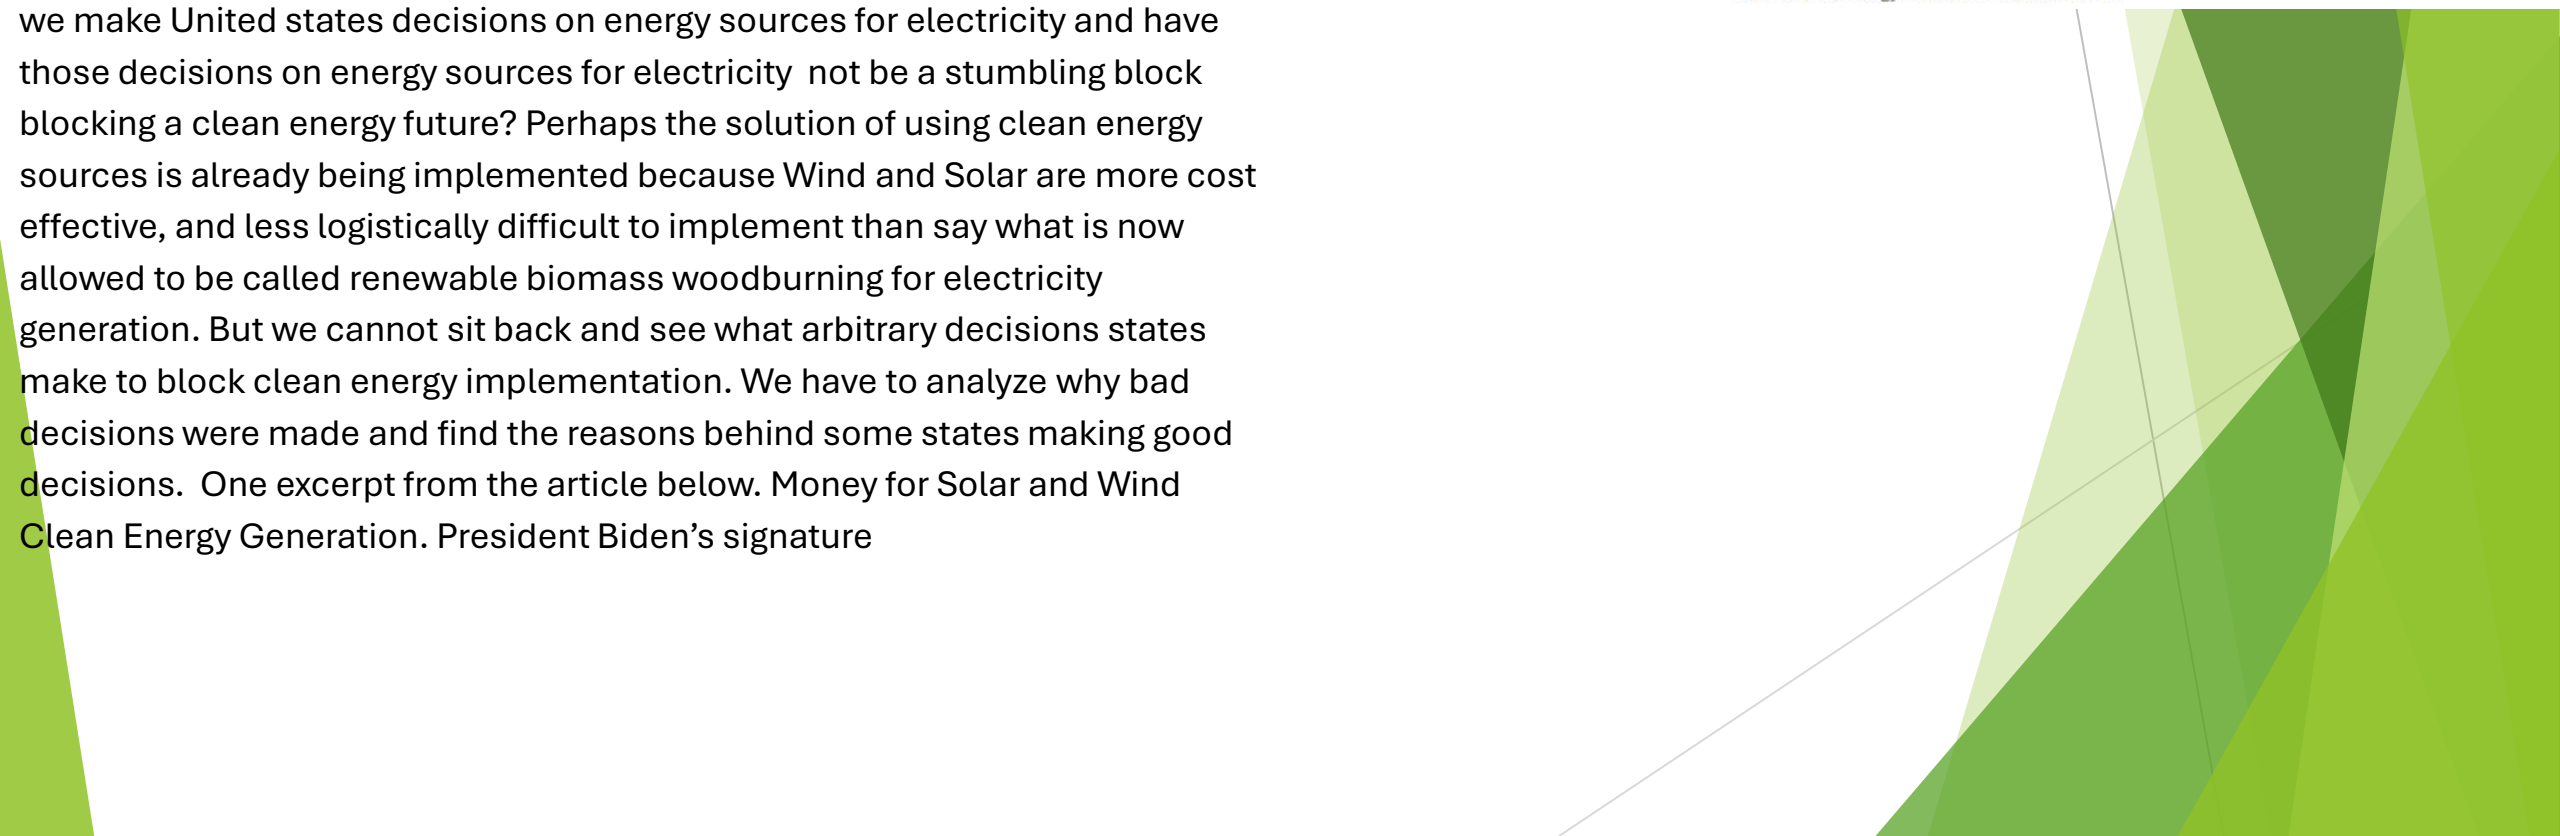 we make United states decisions on energy sources for electricity and have
those decisions on energy sources for electricity  not be a stumbling block
blocking a clean energy future? Perhaps the solution of using clean energy
sources is already being implemented because Wind and Solar are more cost
effective, and less logistically difficult to implement than say what is now
allowed to be called renewable biomass woodburning for electricity
generation. But we cannot sit back and see what arbitrary decisions states
make to block clean energy implementation. We have to analyze why bad
decisions were made and find the reasons behind some states making good
decisions.  One excerpt from the article below. Money for Solar and Wind
Clean Energy Generation. President Biden’s signature